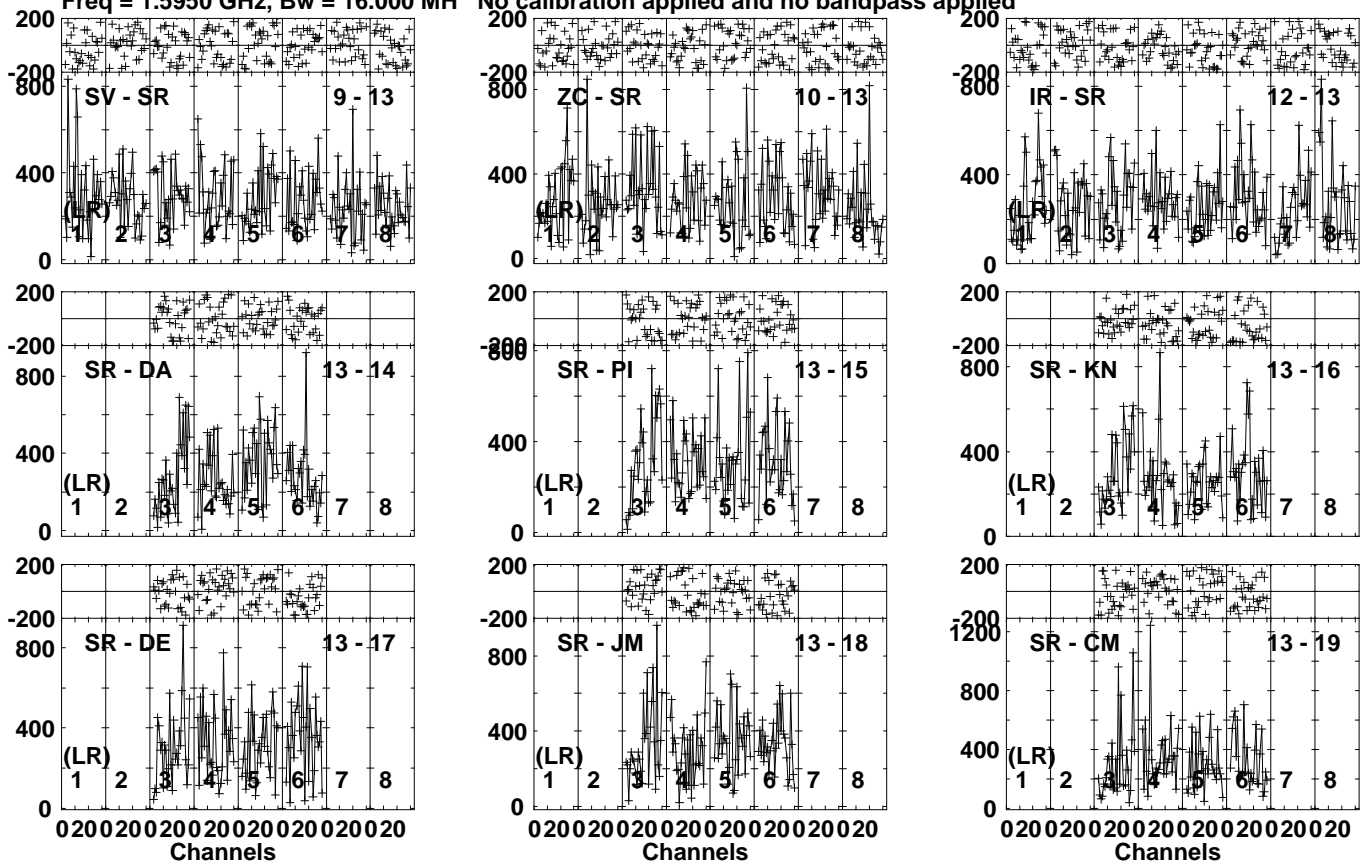 Freq = 1.5950 GHz, Bw = 16.000 MH No calibration applied and no bandpass applied
200 200 200
-200 -200 -200
800 SV - SR 9 - 13 800 ZC - SR 10 - 13 800 IR - SR 12 - 13
400 400 400
(LR) (LR) (LR)
1 2 3 4 5 6 7 8 1 2 3 4 5 6 7 8 1 2 3 4 5 6 7 8
0 0 0
200 200 200
-200 -200 -200
800 SR - DA 13 - 14 800 SR - PI 13 - 15 800 SR - KN 13 - 16
400 400 400
(LR) (LR) (LR)
1 2 3 4 5 6 7 8 1 2 3 4 5 6 7 8 1 2 3 4 5 6 7 8
0 0 0
200 200 200
-200 -200 -200
800 SR - DE 13 - 17 800 SR - JM 13 - 18 1200 SR - CM 13 - 19
800
400 400 400
(LR) (LR) (LR)
1 2 3 4 5 6 7 8 1 2 3 4 5 6 7 8 1 2 3 4 5 6 7 8
0 0 0
0 20 0 20 0 20 0 20 0 20 0 20 0 20 0 20 0 20 0 20 0 20 0 20 0 20 0 20 0 20 0 20 0 20 0 20 0 20 0 20 0 20 0 20 0 20 0 20
Channels Channels Channels